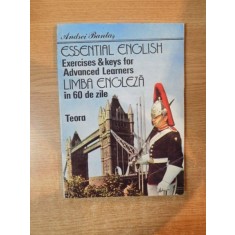 Andrei Bantaş
ESSENTIAL ENGLISH
Exercises & keys for
Advanced Learners
LIMBA ENGLEZĂ
în 60 de zile
Teora